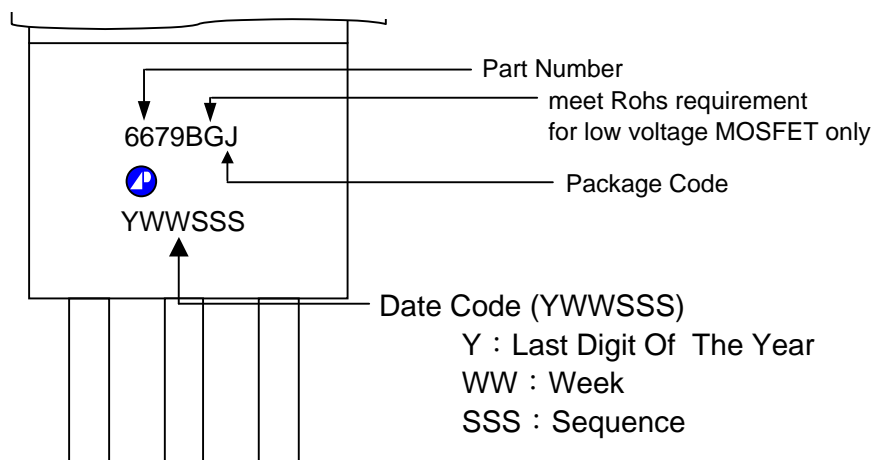 Part Number
meet Rohs requirement
for low voltage MOSFET only
6679BGJ
Package Code
YWWSSS
Date Code (YWWSSS)
Y：Last Digit Of The Year
WW：Week
SSS：Sequence